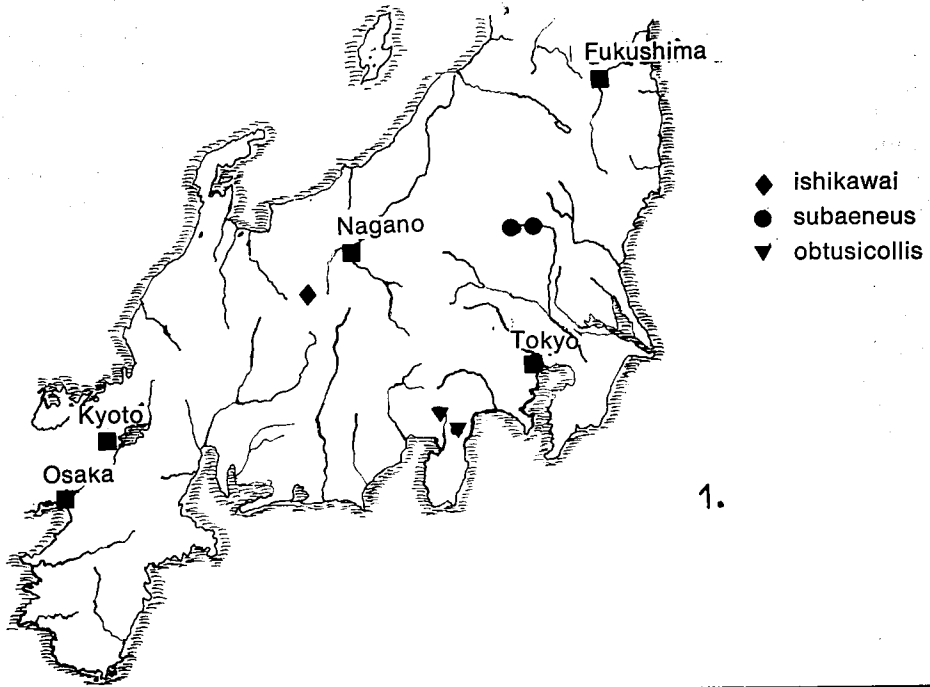 Fukushima
ishikawai
subaeneus
Nagano
obtusicollis
Tokyo
Kyoto
Osaka
1.